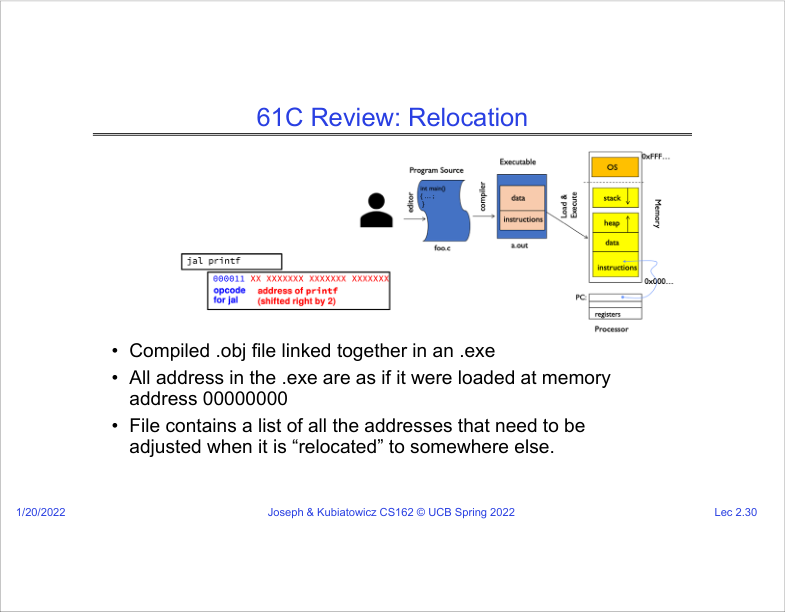 61C Review: Relocation
Program Source
Executable
editor
int main()
{ …;
}
foo.c
compiler
data
instructions
a.out
Load &
Execute
0xFFF…
OS
stack
heap
data
instructions
Memory
0x000…
PC:
registers
Processor
jal printf
000011 XX XXXXXXX XXXXXXX XXXXXXX
opcode
for jal
address of printf
(shifted right by 2)
• Compiled .obj file linked together in an .exe
• All address in the .exe are as if it were loaded at memory
address 00000000
• File contains a list of all the addresses that need to be
adjusted when it is “relocated” to somewhere else.
1/20/2022
Joseph & Kubiatowicz CS162 © UCB Spring 2022
Lec 2.30